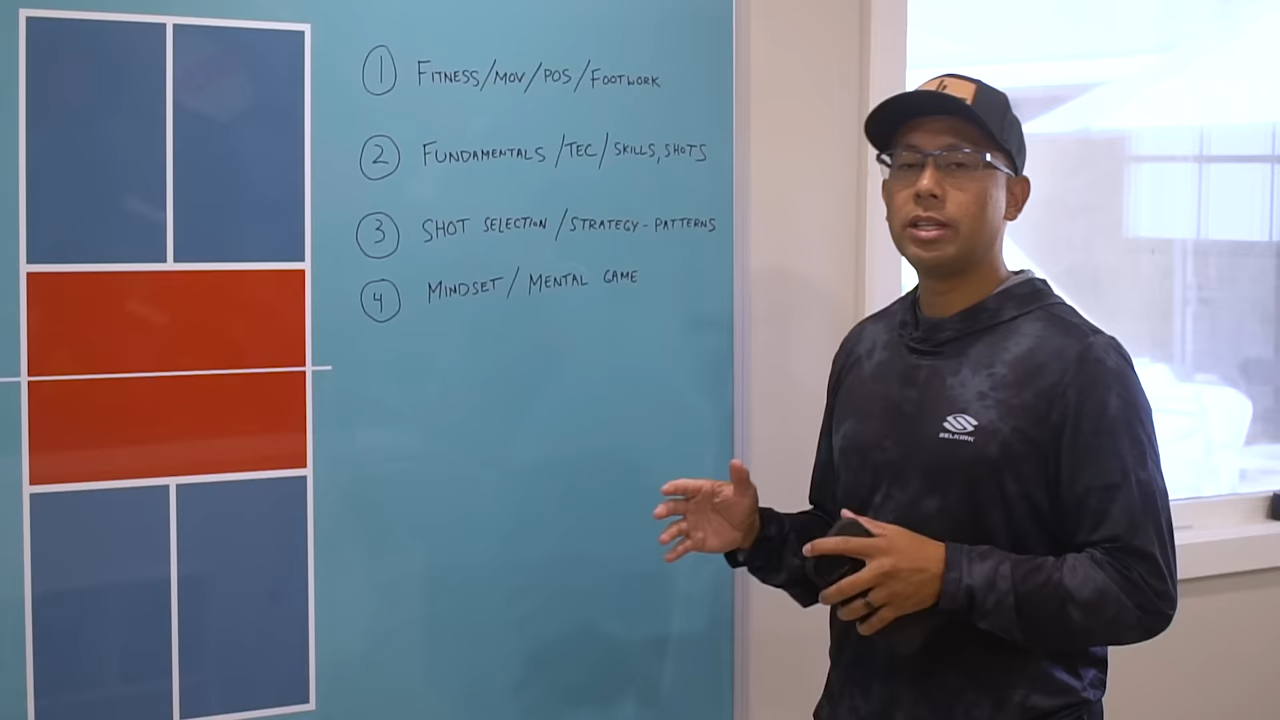 1 FITNESS/MOV/POS/FOOTWORK
2 FUNDAMENTALS/TEC/SKILLS, SHOTS
3 SHOT SELECTION/STRATEGY-PATTERNS
4 MINDSET/MENTAL GAME
SELKIRK